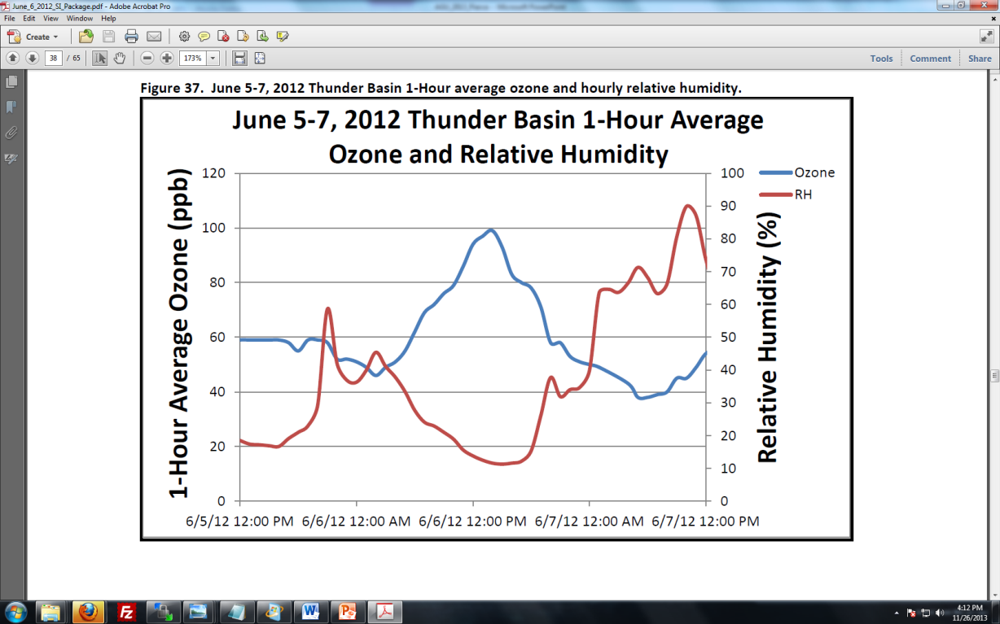 June_6_2012_SI_Package.pdf - Adobe Acrobat Pro
File Edit View Window Help
Create
38 / 65
173%
Tools Comment Share
Figure 37. June 5-7, 2012 Thunder Basin 1-Hour average ozone and hourly relative humidity.
June 5-7, 2012 Thunder Basin 1-Hour Average
Ozone and Relative Humidity
1-Hour Average Ozone (ppb)
120
100
80
60
40
20
0
100
90
80
70
60
50
40
30
20
10
0
Relative Humidity (%)
Ozone
RH
6/5/12 12:00 PM 6/6/12 12:00 AM 6/6/12 12:00 PM 6/7/12 12:00 AM 6/7/12 12:00 PM
4:12 PM
11/26/2013